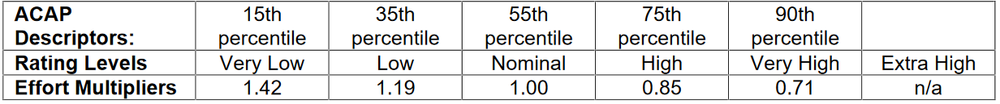 ACAP 15th 35th 55th 75th 90th
Descriptors: percentile percentile percentile percentile percentile
Rating Levels Very Low Low Nominal High Very High Extra High
Effort Multipliers 1.42 1.19 1.00 0.85 0.71 n/a